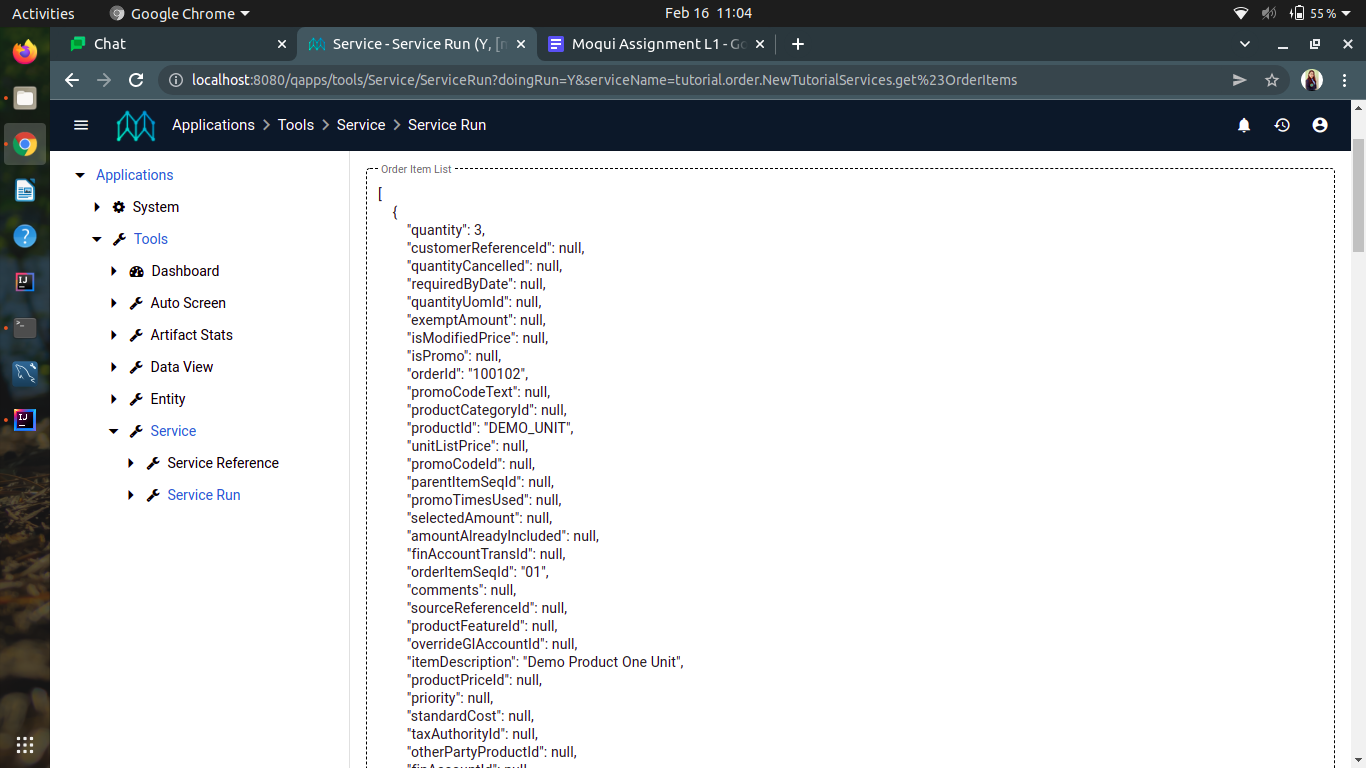 Activities
Google Chrome
Feb 16 11:04
55 %
Chat
Service - Service Run (Y, [n
Moqui Assignment L1 - Go
localhost:8080/qapps/tools/Service/ServiceRun?doingRun=Y&serviceName=tutorial.order.NewTutorialServices.get%23OrderItems
Applications > Tools > Service > Service Run
Applications
System
Tools
Dashboard
Auto Screen
Artifact Stats
Data View
Entity
Service
Service Reference
Service Run
Order Item List
[
{
"quantity": 3,
"customerReferenceId": null,
"quantityCancelled": null,
"requiredByDate": null,
"quantityUomId": null,
"exemptAmount": null,
"isModifiedPrice": null,
"isPromo": null,
"orderId": "100102",
"promoCodeText": null,
"productCategoryId": null,
"productId": "DEMO_UNIT",
"unitListPrice": null,
"promoCodeId": null,
"parentItemSeqId": null,
"promoTimesUsed": null,
"selectedAmount": null,
"amountAlreadyIncluded": null,
"finAccountTransId": null,
"orderItemSeqId": "01",
"comments": null,
"sourceReferenceId": null,
"productFeatureId": null,
"overrideGlAccountId": null,
"itemDescription": "Demo Product One Unit",
"productPriceId": null,
"priority": null,
"standardCost": null,
"taxAuthorityId": null,
"otherPartyProductId": null,
"finAccountId": null,